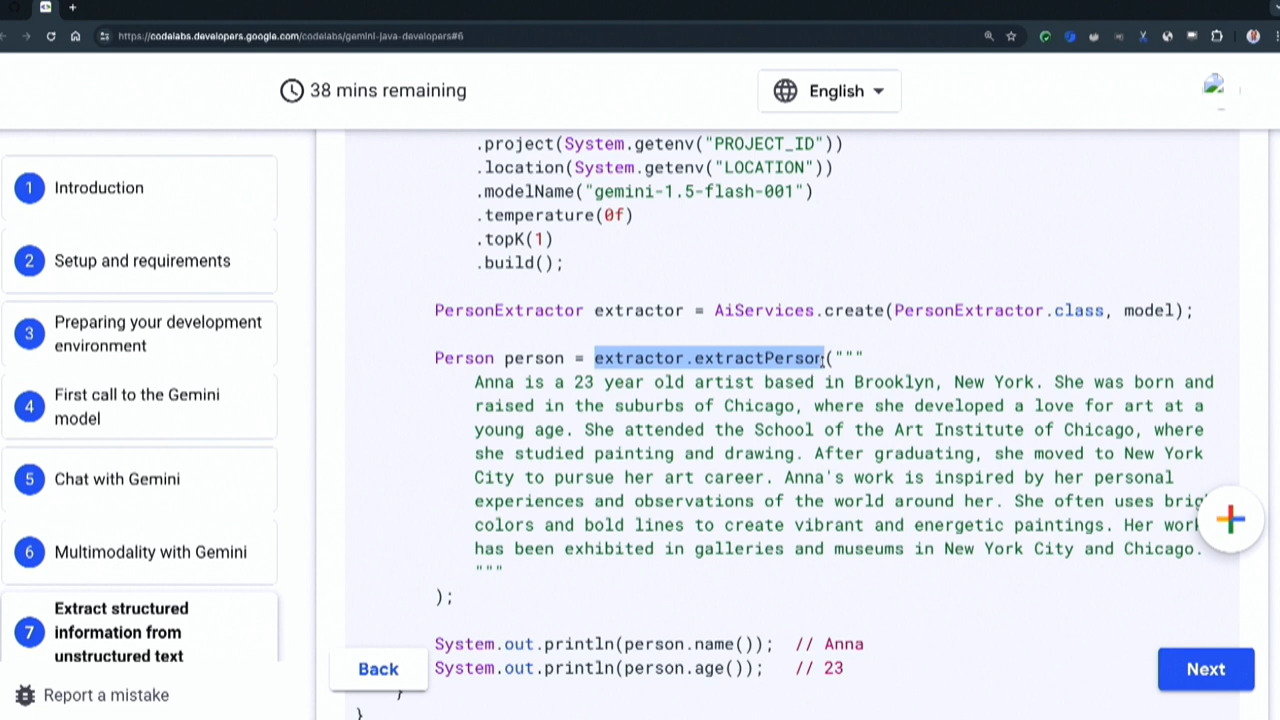 https://codelabs.developers.google.com/codelabs/gemini-java-developers#6
38 mins remaining
English
1 Introduction
2 Setup and requirements
3 Preparing your development
environment
4 First call to the Gemini
model
5 Chat with Gemini
6 Multimodality with Gemini
7 Extract structured
information from
unstructured text
Report a mistake
.project(System.getenv("PROJECT_ID"))
.location(System.getenv("LOCATION"))
.modelName("gemini-1.5-flash-001")
.temperature(0f)
.topK(1)
.build();
PersonExtractor extractor = AiServices.create(PersonExtractor.class, model);
Person person = extractor.extractPerson("""
Anna is a 23 year old artist based in Brooklyn, New York. She was born and
raised in the suburbs of Chicago, where she developed a love for art at a
young age. She attended the School of the Art Institute of Chicago, where
she studied painting and drawing. After graduating, she moved to New York
City to pursue her art career. Anna's work is inspired by her personal
experiences and observations of the world around her. She often uses brig
colors and bold lines to create vibrant and energetic paintings. Her work
has been exhibited in galleries and museums in New York City and Chicago.
"""
);
System.out.println(person.name()); // Anna
System.out.println(person.age()); // 23
}
}
Back
Next